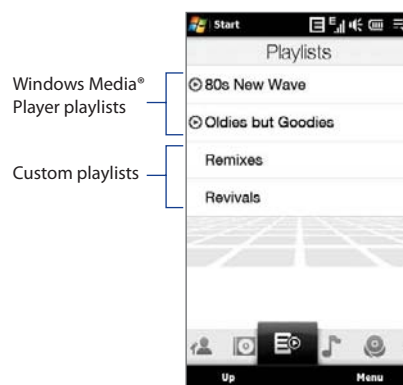 Start
Playlists
Windows Media®
Player playlists
80s New Wave
Oldies but Goodies
Custom playlists
Remixes
Revivals
Up Menu